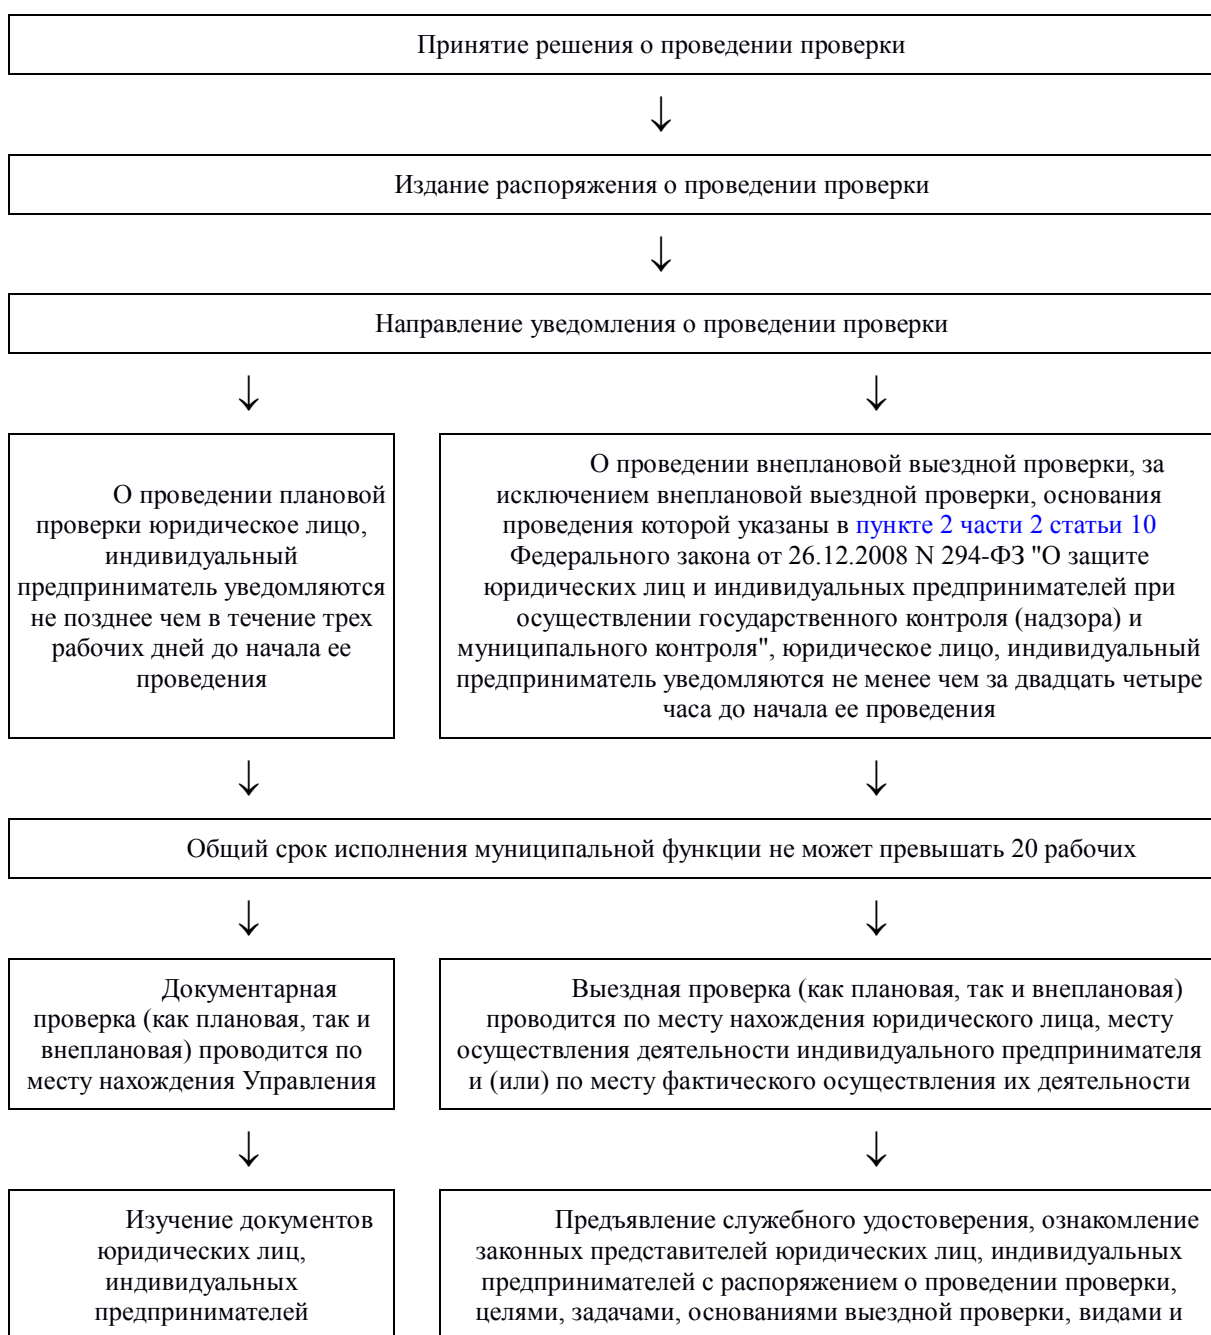 Принятие решения о проведении проверки
↓
Издание распоряжения о проведении проверки
↓
Направление уведомления о проведении проверки
↓ ↓
О проведении плановой
проверки юридическое лицо,
индивидуальный
предприниматель уведомляются
не позднее чем в течение трех
рабочих дней до начала ее
проведения
О проведении внеплановой выездной проверки, за
исключением внеплановой выездной проверки, основания
проведения которой указаны в пункте 2 части 2 статьи 10
Федерального закона от 26.12.2008 N 294-ФЗ "О защите
юридических лиц и индивидуальных предпринимателей при
осуществлении государственного контроля (надзора) и
муниципального контроля", юридическое лицо, индивидуальный
предприниматель уведомляются не менее чем за двадцать четыре
часа до начала ее проведения
↓ ↓
Общий срок исполнения муниципальной функции не может превышать 20 рабочих
↓ ↓
Документарная
проверка (как плановая, так и
внеплановая) проводится по
месту нахождения Управления
Выездная проверка (как плановая, так и внеплановая)
проводится по месту нахождения юридического лица, месту
осуществления деятельности индивидуального предпринимателя
и (или) по месту фактического осуществления их деятельности
↓ ↓
Изучение документов
юридических лиц,
индивидуальных
предпринимателей
Предъявление служебного удостоверения, ознакомление
законных представителей юридических лиц, индивидуальных
предпринимателей с распоряжением о проведении проверки,
целями, задачами, основаниями выездной проверки, видами и